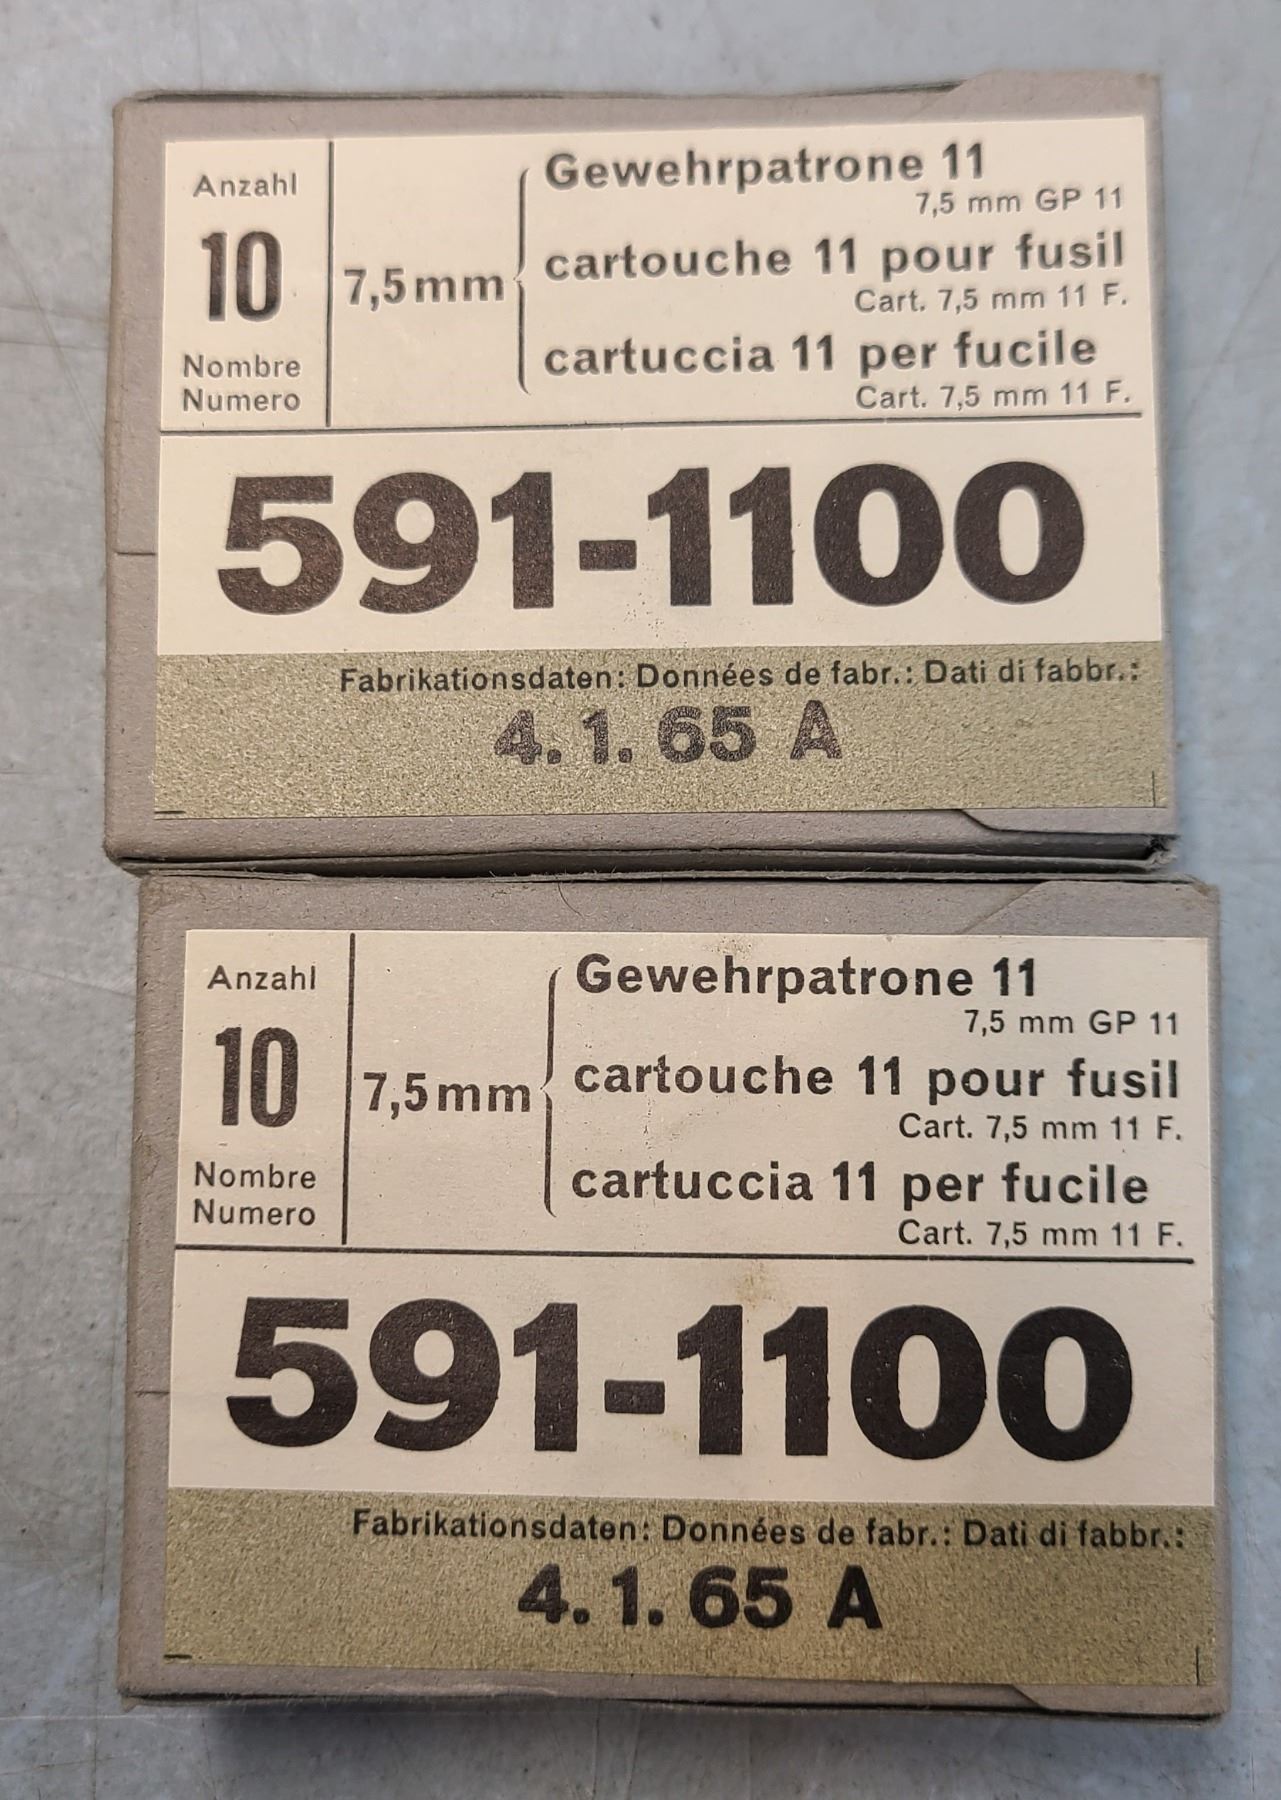 Anzahl
10
Nombre
Numero
7,5mm
Gewehrpatrone 11
7,5 mm GP 11
cartouche 11 pour fusil
Cart. 7,5 mm 11 F.
cartuccia 11 per fucile
Cart. 7,5 mm 11 F.
591-1100
Fabrikationsdaten: Données de fabr.: Dati di fabbr.:
4. 1. 65 A
Anzahl
10
Nombre
Numero
7,5mm
Gewehrpatrone 11
7,5 mm GP 11
cartouche 11 pour fusil
Cart. 7,5 mm 11 F.
cartuccia 11 per fucile
Cart. 7,5 mm 11 F.
591-1100
Fabrikationsdaten: Données de fabr.: Dati di fabbr.:
4. 1. 65 A